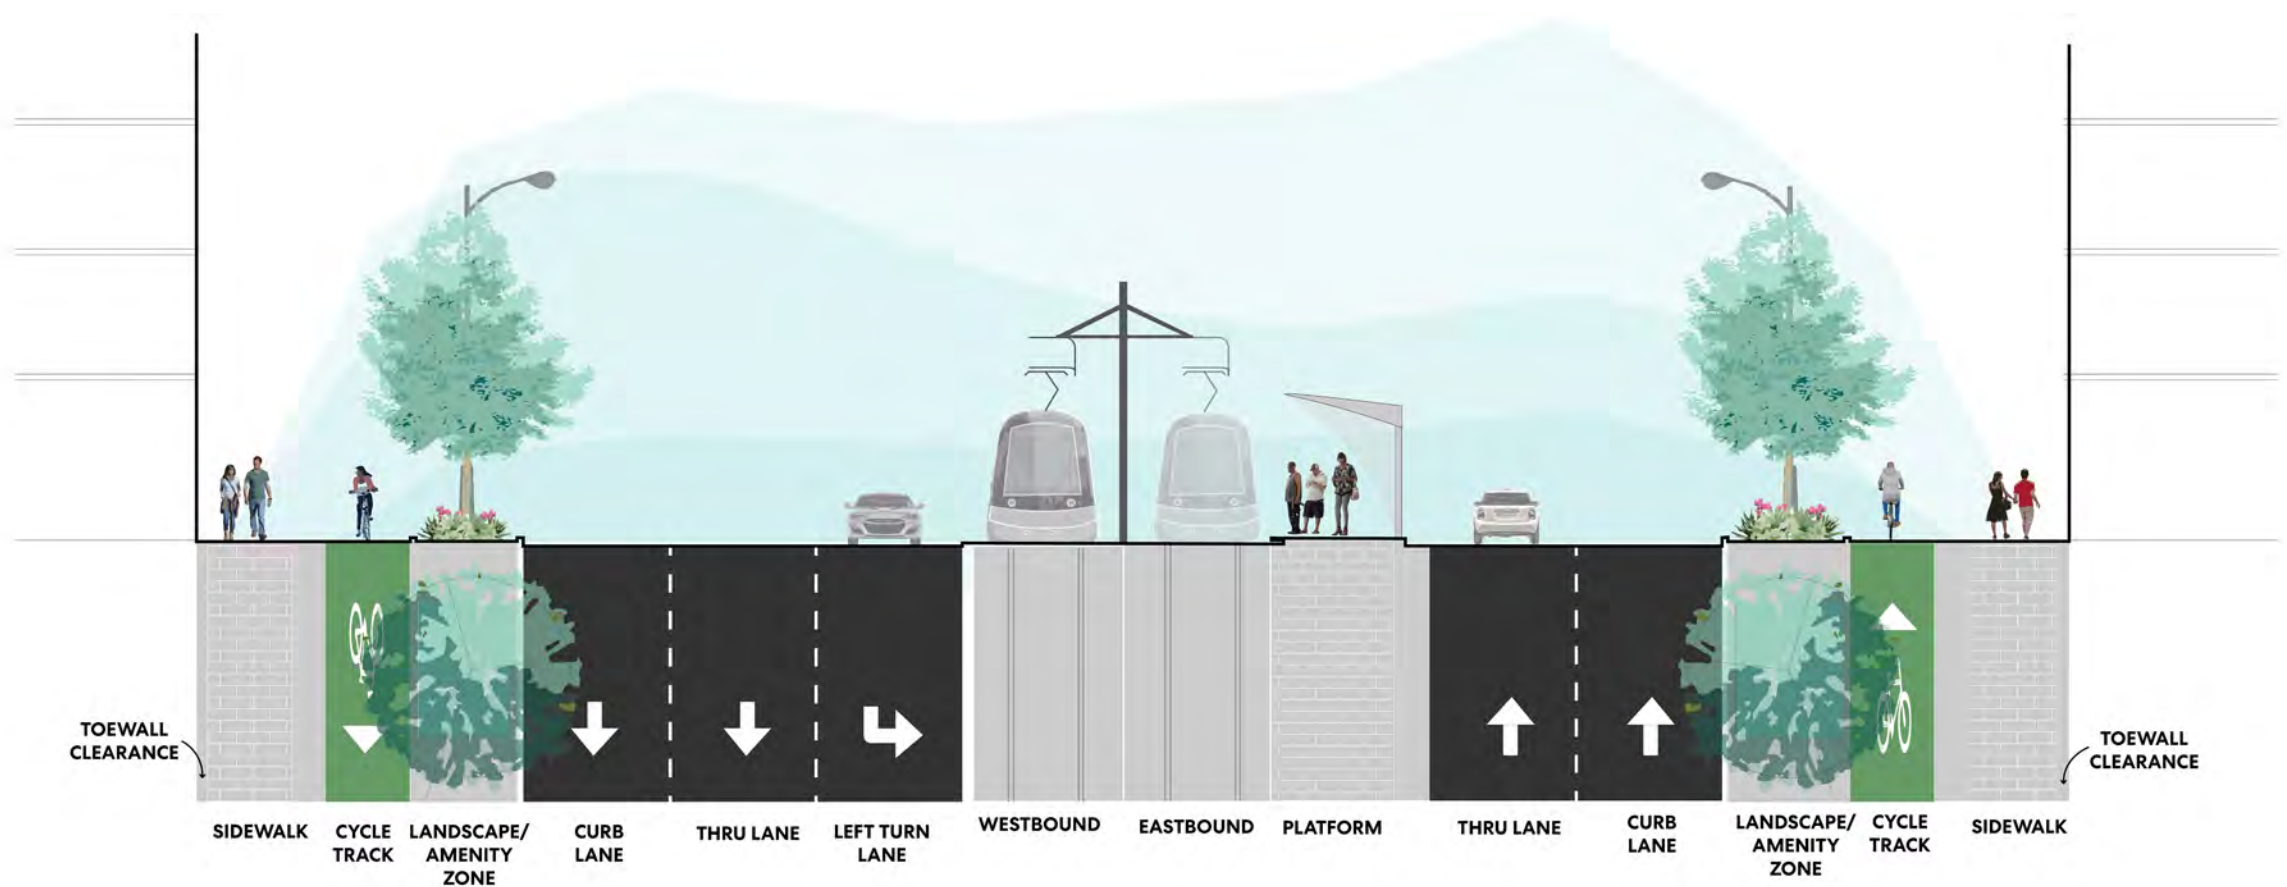 TOEWALL
CLEARANCE
TOEWALL
CLEARANCE
SIDEWALK
CYCLE
TRACK
LANDSCAPE/
AMENITY
ZONE
CURB
LANE
THRU LANE
LEFT TURN
LANE
WESTBOUND
EASTBOUND
PLATFORM
THRU LANE
CURB
LANE
LANDSCAPE/
AMENITY
ZONE
CYCLE
TRACK
SIDEWALK